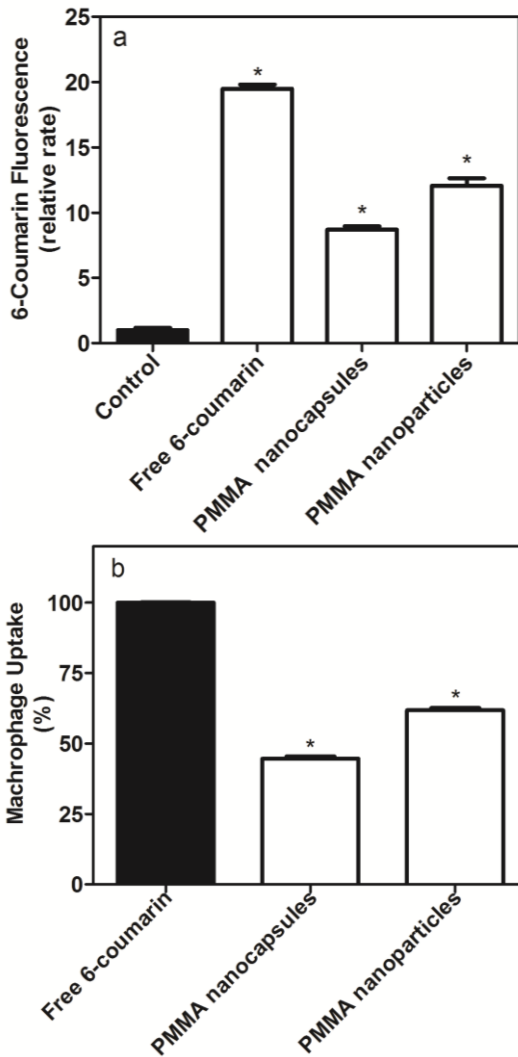 a
6-Coumarin Fluorescence
(relative rate)
25
20
15
10
5
0
*
*
*
Control
Free 6-coumarin
PMMA nanocapsules
PMMA nanoparticles
b
Machrophage Uptake
(%)
100
75
50
25
0
*
*
Free 6-coumarin
PMMA nanocapsules
PMMA nanoparticles